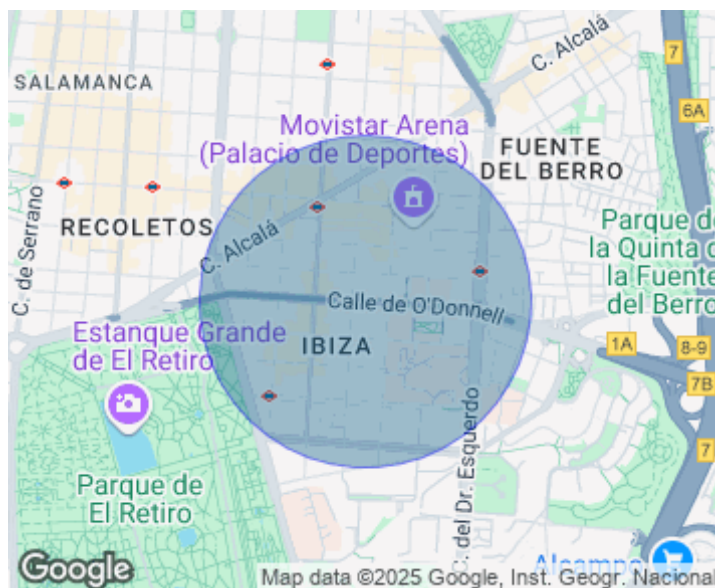 C. Alcalá
7
SALAMANCA
6A
Movistar Arena
(Palacio de Deportes)
FUENTE
DEL BERRO
C. de Serrano
RECOLETOS
C. Alcalá
Parque de
la Quinta d
la Fuente
del Berro
Calle de O'Donnell
Estanque Grande
de El Retiro
IBIZA
1A
8-9
7B
C. del Dr. Esquerdo
7
Parque de
El Retiro
Alcampo
Google
Map data ©2025 Google, Inst. Geogr. Nacional